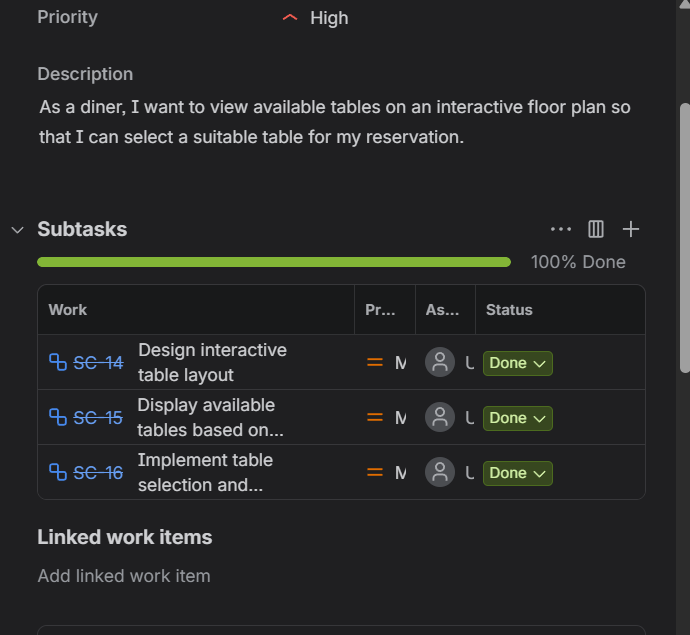 Priority
High
Description
As a diner, I want to view available tables on an interactive floor plan so
that I can select a suitable table for my reservation.
Subtasks
100% Done
Work Pr... As... Status
SC-14 Design interactive
table layout
M U Done
SC-15 Display available
tables based on...
M U Done
SC-16 Implement table
selection and...
M U Done
Linked work items
Add linked work item